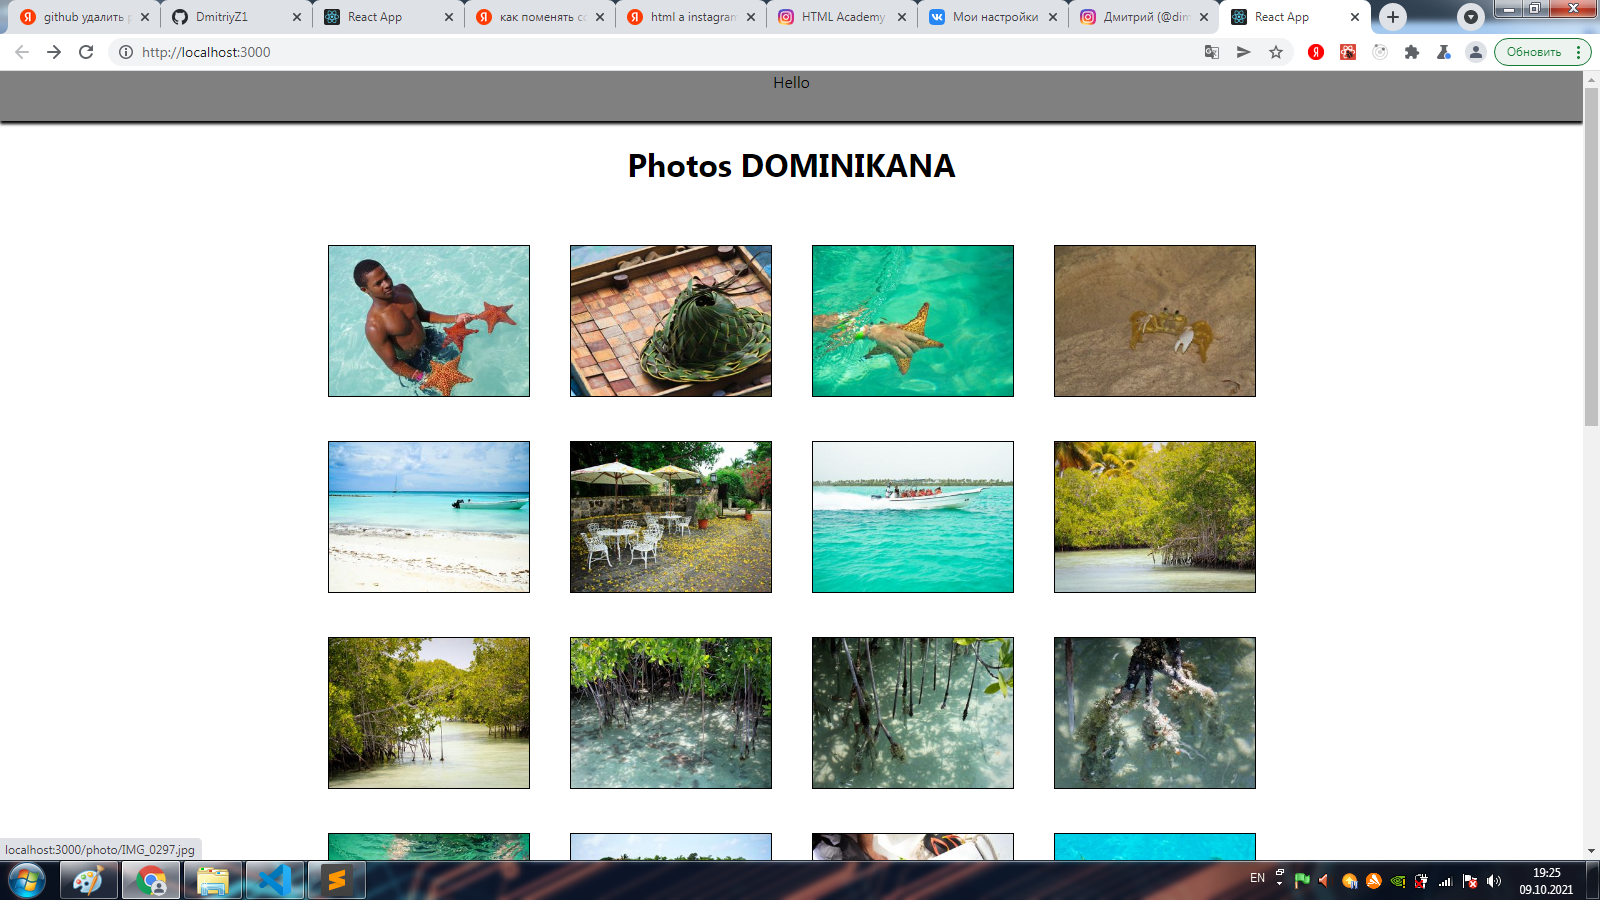 github удалить р
DmitriyZ1
React App
как поменять сс
html a instagram
HTML Academy
Мои настройки
Дмитрий (@dim
React App
http://localhost:3000
Обновить
Hello
Photos DOMINIKANA
localhost:3000/photo/IMG_0297.jpg
EN
19:25
09.10.2021